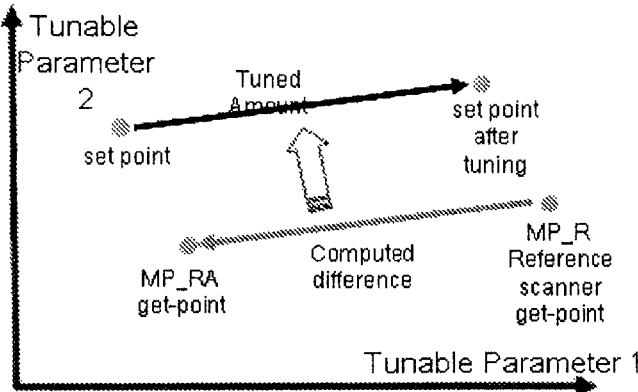 Tunable
Parameter
2
Tuned
Amount
set point
set point
after
tuning
Computed
difference
MP_RA
get-point
MP_R
Reference
scanner
get-point
Tunable Parameter 1